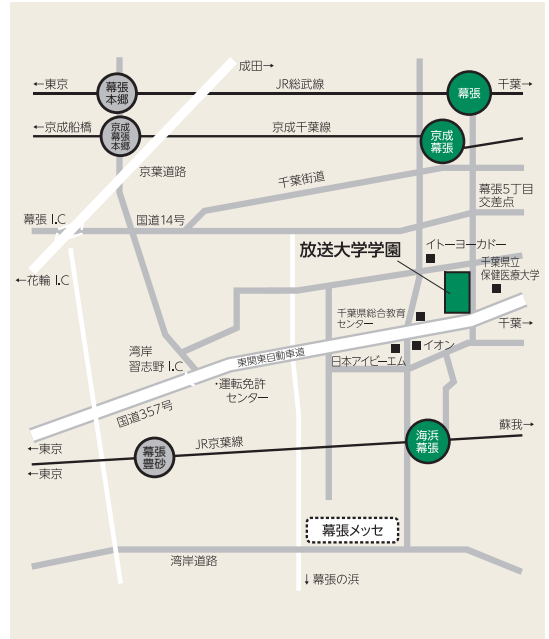 成田→
←東京
幕張
本郷
JR総武線
幕張
千葉→
←京成船橋
京成
幕張
本郷
京成千葉線
京成
幕張
京葉道路
千葉街道
幕張5丁目
交差点
幕張 I.C
国道14号
放送大学学園
イトーヨーカドー
千葉県立
保健医療大学
←花輪 I.C
千葉県総合教育
センター
千葉→
湾岸
習志野 I.C
東関東自動車道
日本アイビーエム
イオン
・運転免許
センター
国道357号
←東京
幕張
豊砂
JR京葉線
海浜
幕張
蘇我→
←東京
幕張メッセ
湾岸道路
↓幕張の浜